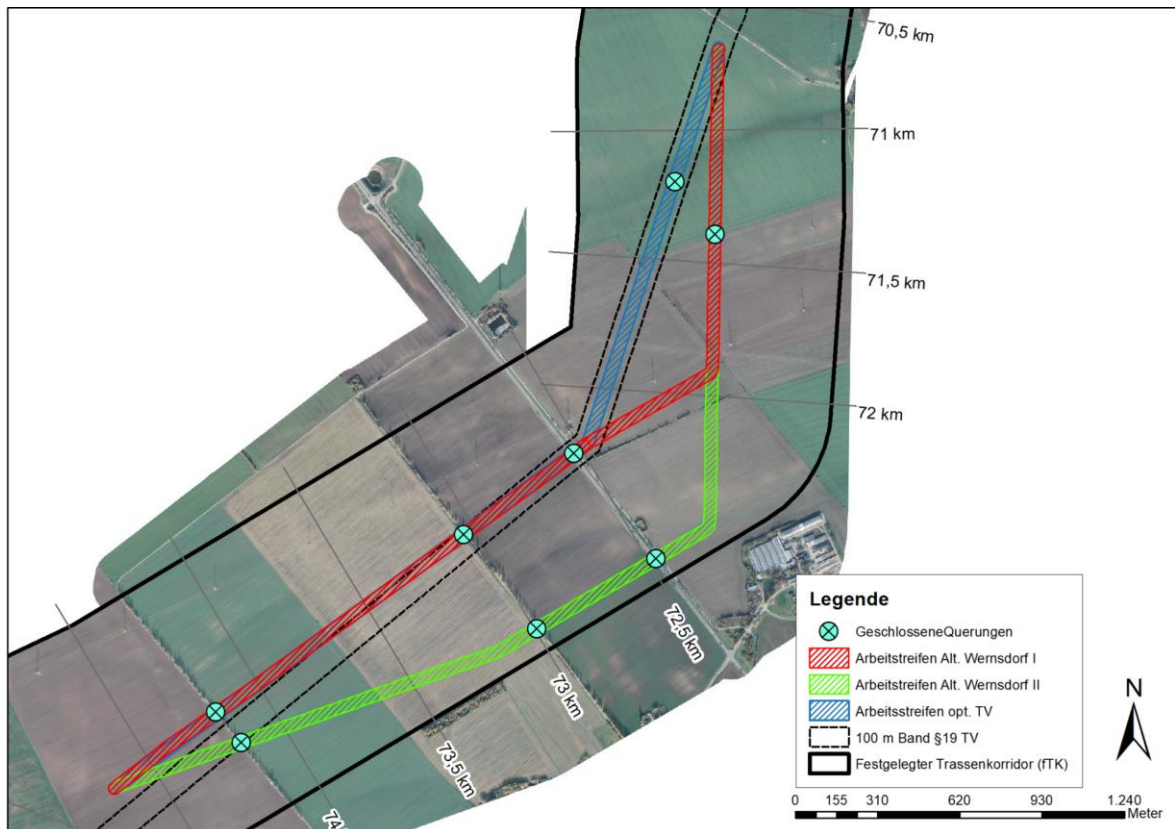 70,5 km
71 km
71,5 km
72 km
72,5 km
73 km
73,5 km
74
Legende
GeschlosseneQuerungen
Arbeitstreifen Alt. Wernsdorf I
Arbeitstreifen Alt. Wernsdorf II
Arbeitsstreifen opt. TV
100 m Band §19 TV
Festgelegter Trassenkorridor (fTK)
N
0 155 310 620 930 1.240
Meter